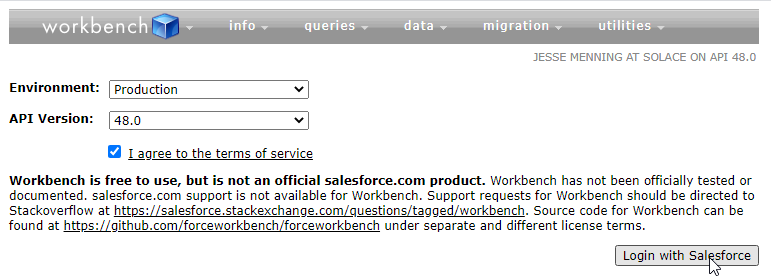 workbench info queries data migration utilities
JESSE MENNING AT SOLACE ON API 48.0
Environment: Production
API Version: 48.0
I agree to the terms of service
Workbench is free to use, but is not an official salesforce.com product. Workbench has not been officially tested or
documented. salesforce.com support is not available for Workbench. Support requests for Workbench should be directed to
Stackoverflow at https://salesforce.stackexchange.com/questions/tagged/workbench. Source code for Workbench can be
found at https://github.com/forceworkbench/forceworkbench under separate and different license terms.
Login with Salesforce